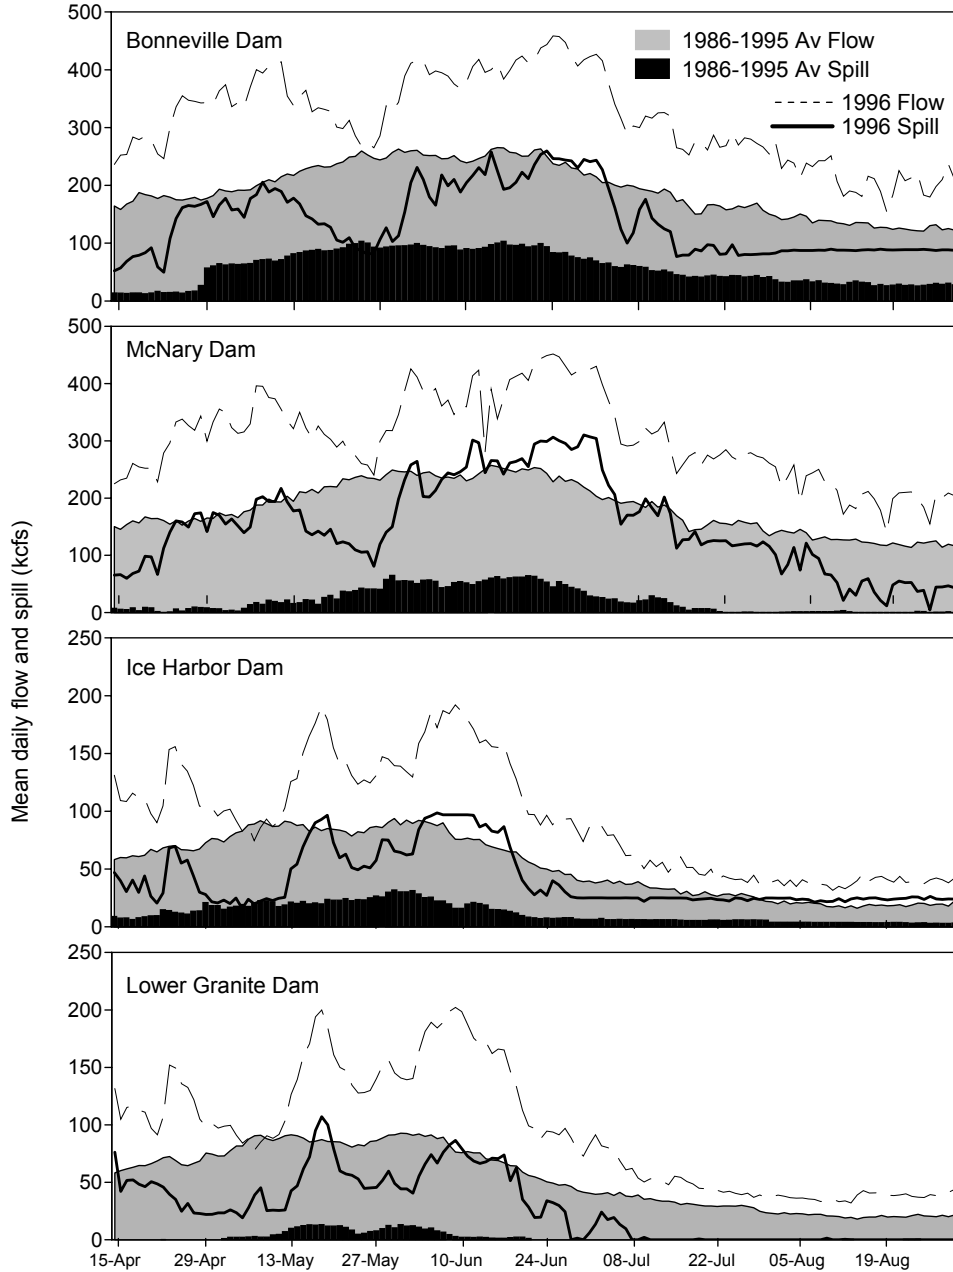 500
Bonneville Dam
1986-1995 Av Flow
400
1986-1995 Av Spill
1996 Flow
300
1996 Spill
200
100
0
500
McNary Dam
400
300
200
100
0
Mean daily flow and spill (kcfs)
250
Ice Harbor Dam
200
150
100
50
0
250
Lower Granite Dam
200
150
100
50
0
15-Apr 29-Apr 13-May 27-May 10-Jun 24-Jun 08-Jul 22-Jul 05-Aug 19-Aug